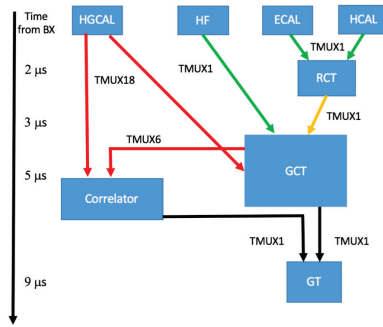 Time
from BX
HGCAL
HF
ECAL
HCAL
TMUX1
2 μs
TMUX18
TMUX1
RCT
3 μs
TMUX1
TMUX6
GCT
5 μs
Correlator
TMUX1
TMUX1
9 μs
GT